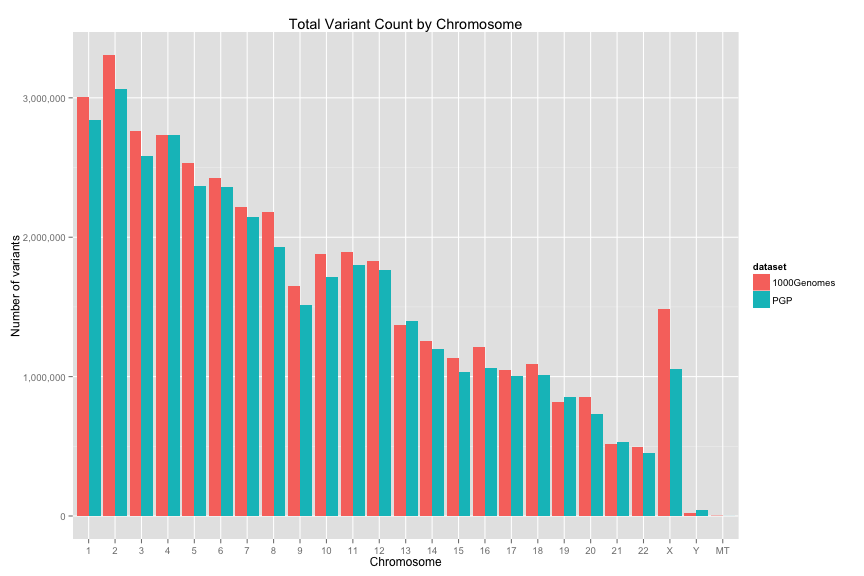 Total Variant Count by Chromosome
Number of variants
3,000,000
2,000,000
1,000,000
0
1 2 3 4 5 6 7 8 9 10 11 12 13 14 15 16 17 18 19 20 21 22 X Y MT
Chromosome
dataset
1000Genomes
PGP